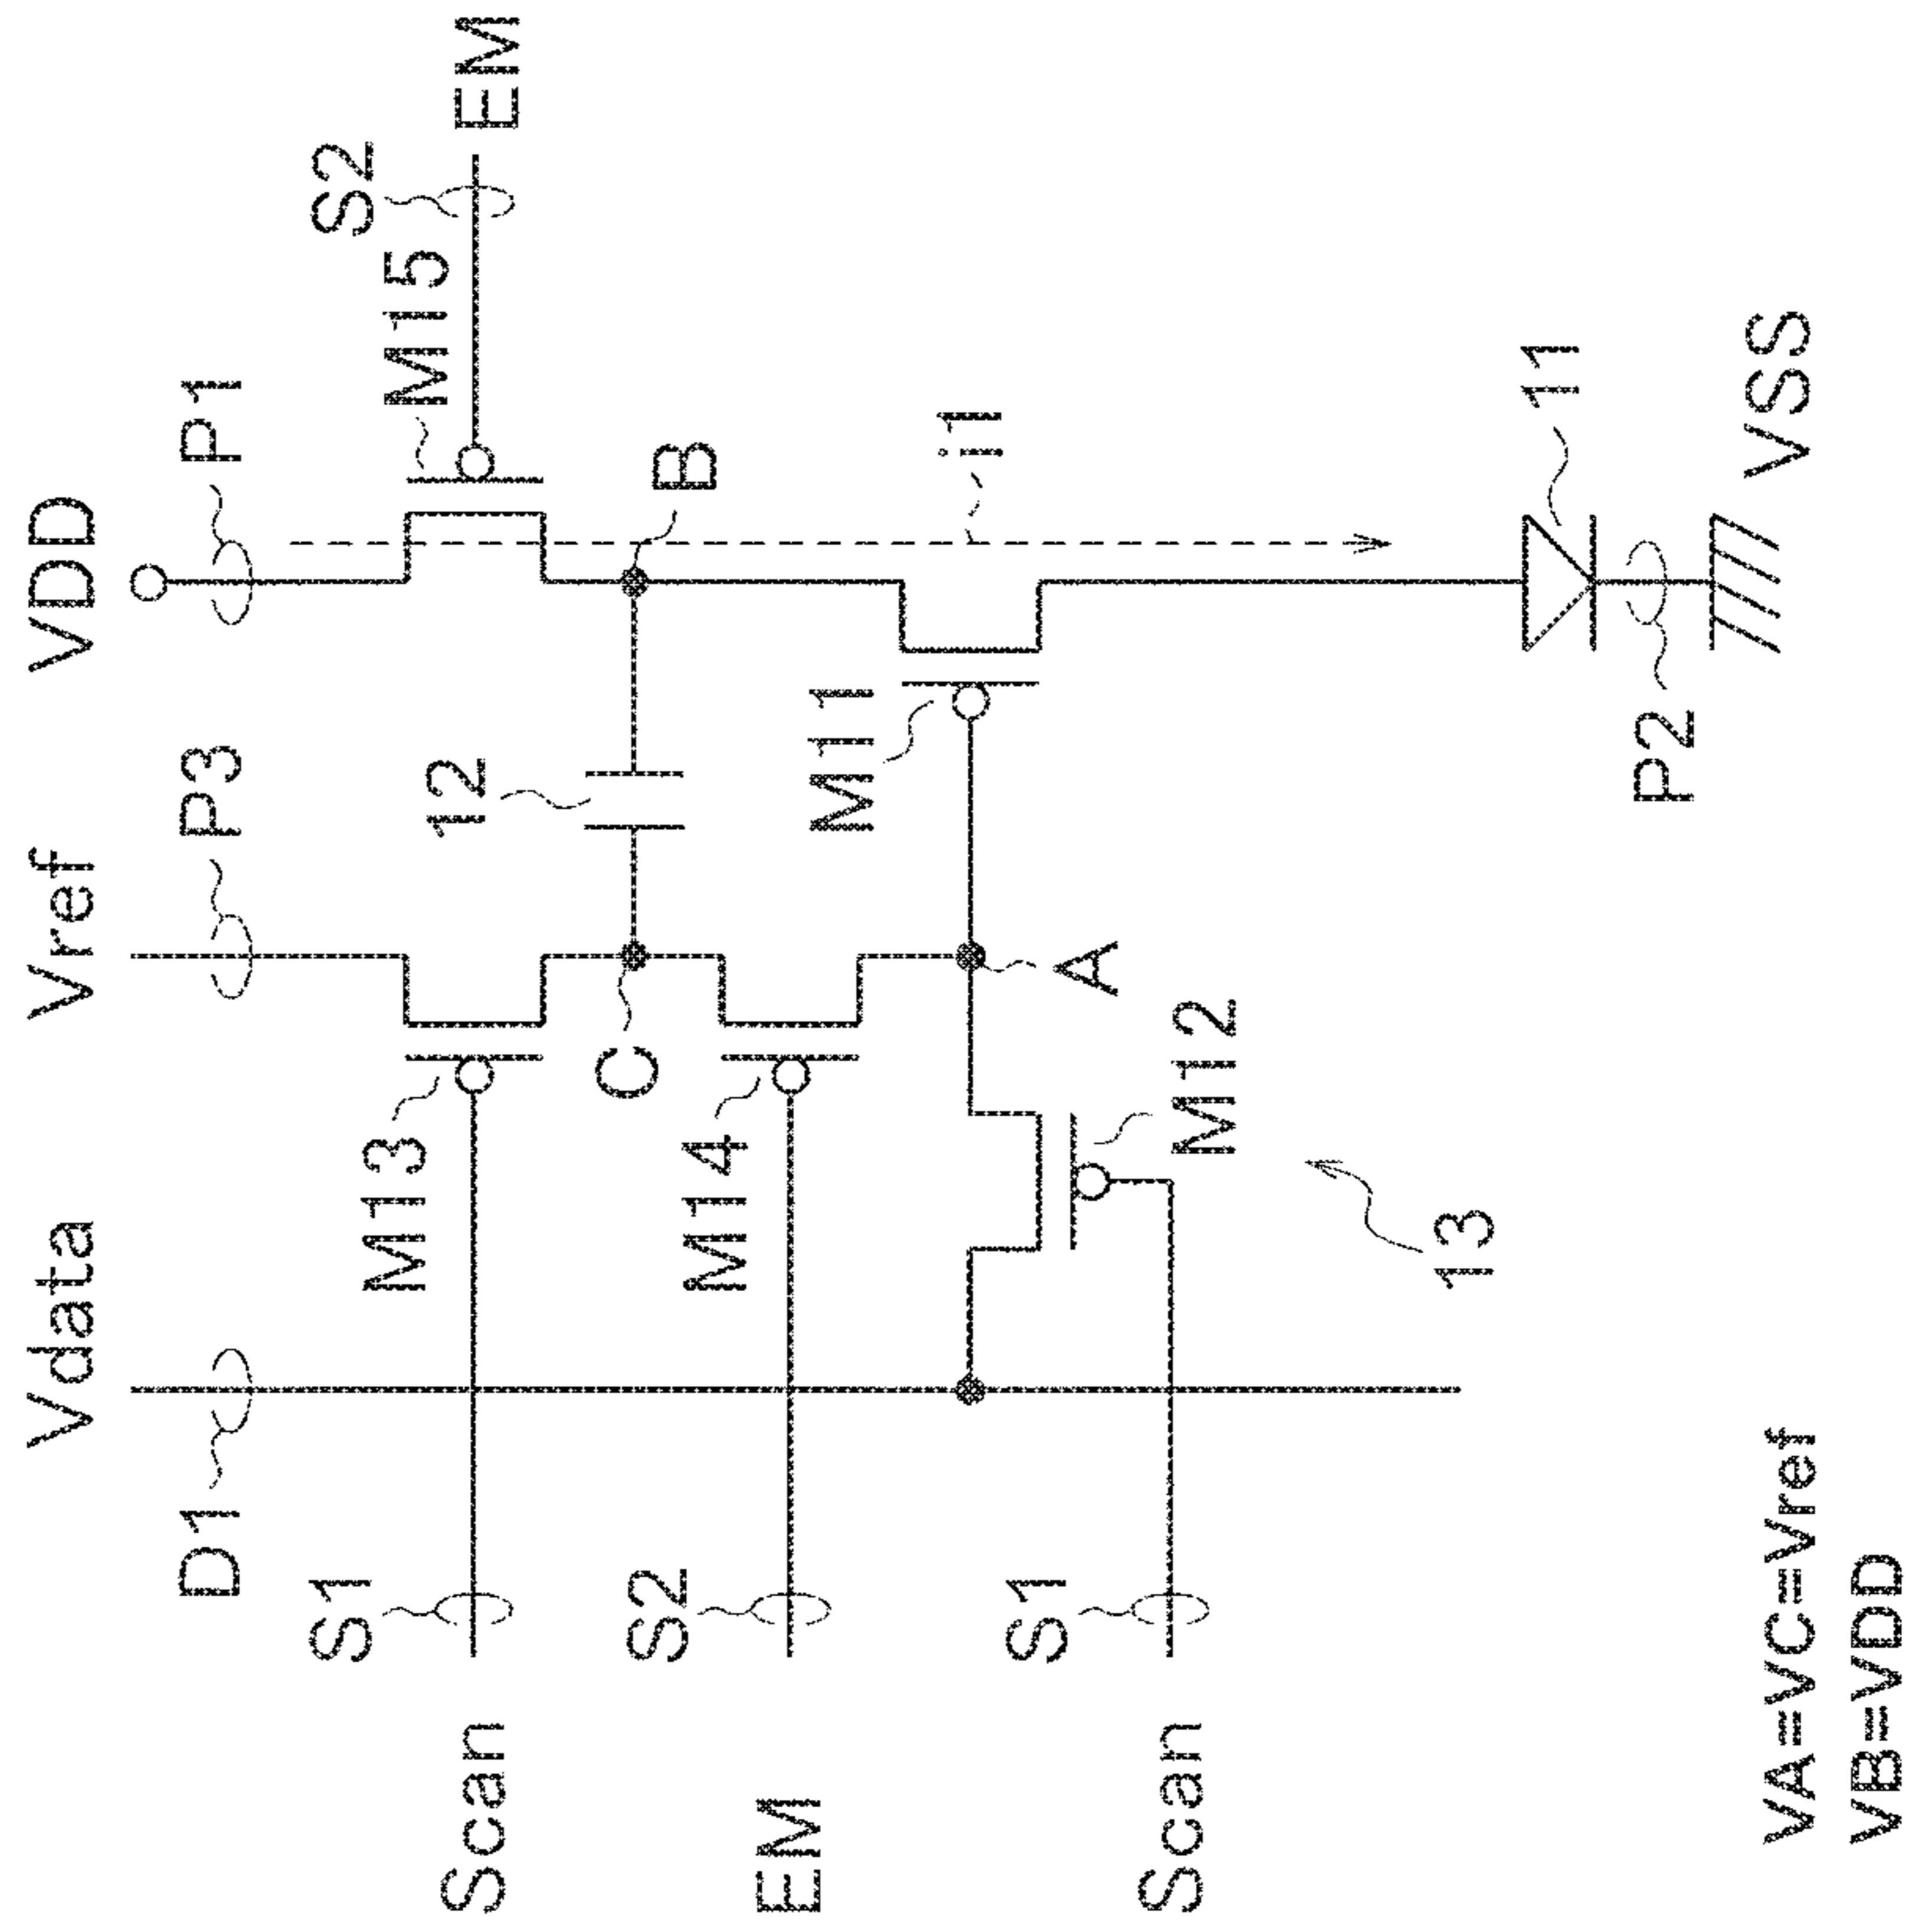 VDD
Vref
Vdata
P1
P3
D1
EM
S2
M15
S1
Scan
M13
12
B
C
M14
S2
EM
M11
i1
A
M12
S1
Scan
13
11
P2
VSS
VA=VC=Vref
VB=VDD